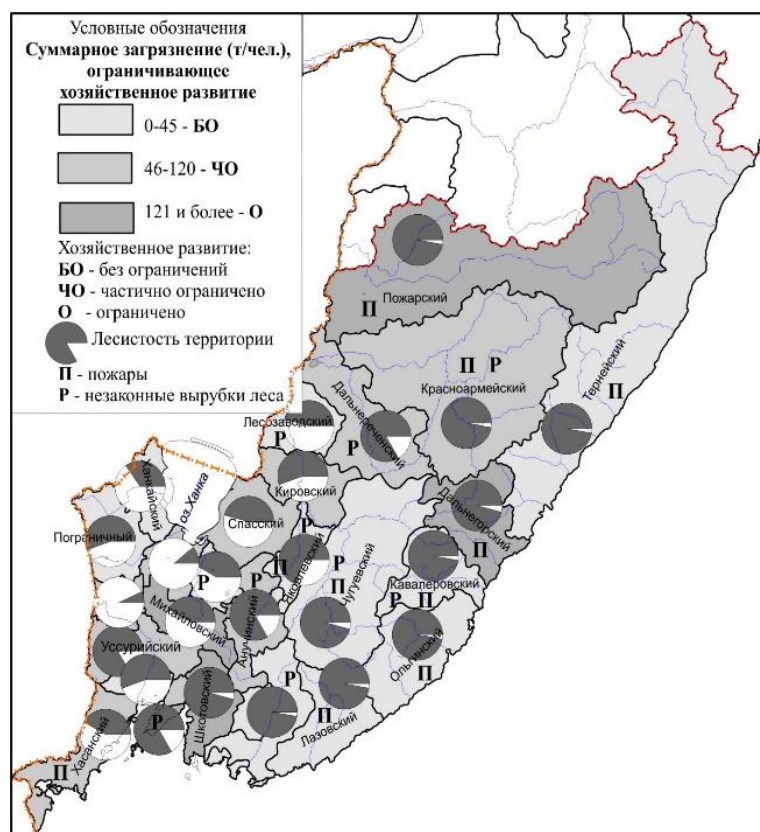 Условные обозначения
Суммарное загрязнение (т/чел.),
ограничивающее
хозяйственное развитие
0-45 - БО
46-120 - ЧО
121 и более - О
Хозяйственное развитие:
БО - без ограничений
ЧО - частично ограничено
О - ограничено
Лесистость территории
П - пожары
Р - незаконные вырубки леса
П Пожарский
П Р
Красноармейский
Тернейский
П
Лесозаводский
Р
Дальнереченский
Р
Ханкайский
оз.Ханка
Кировский
Спасский
Дальнегорский
П
Пограничный
Р
П
Яковлевский
Р
П
Чугуевский
Кавалеровский
Р П
Р
Р
Михайловский
Анучинский
Уссурийский
Ольгинский
П
Шкотовский
Р
П
Лазовский
Р
Хасанский
П